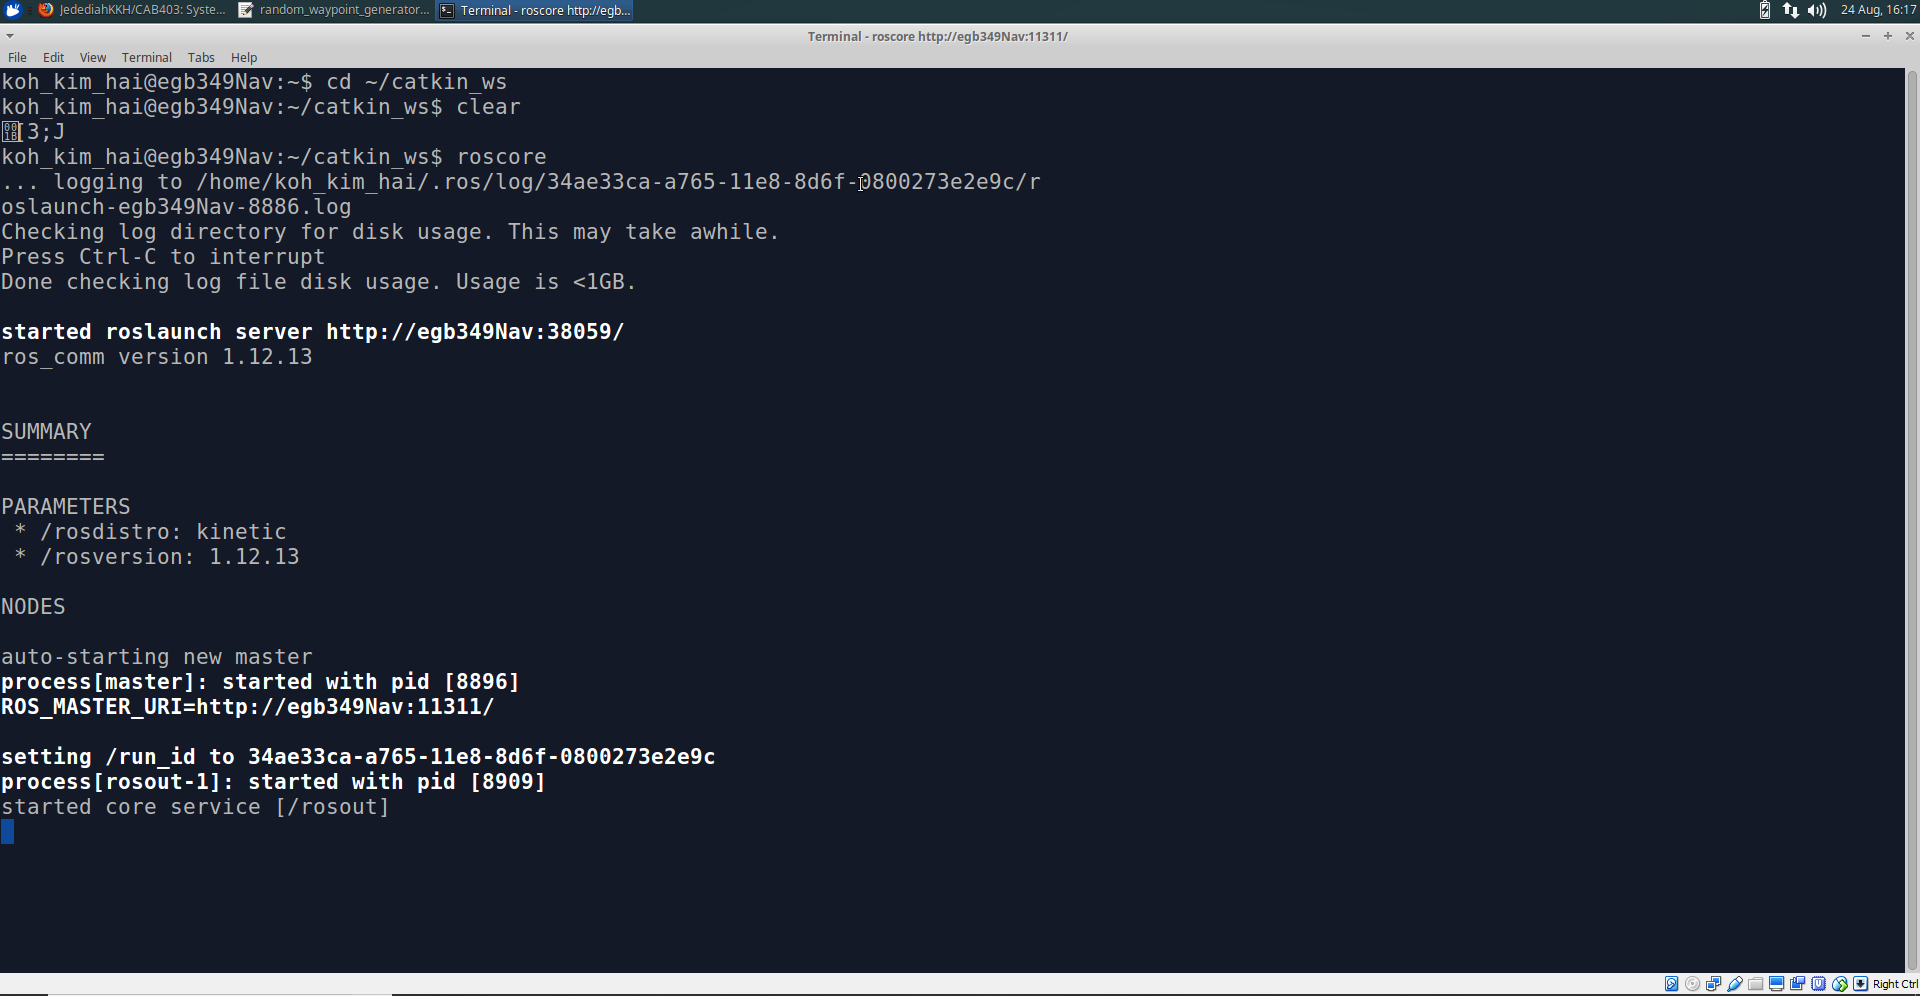 JedediahKKH/CAB403: Syste...
random_waypoint_generator...
Terminal - roscore http://egb...
24 Aug, 16:17
Terminal - roscore http://egb349Nav:11311/
File Edit View Terminal Tabs Help
koh_kim_hai@egb349Nav:~$ cd ~/catkin_ws
koh_kim_hai@egb349Nav:~/catkin_ws$ clear
[3;J
koh_kim_hai@egb349Nav:~/catkin_ws$ roscore
... logging to /home/koh_kim_hai/.ros/log/34ae33ca-a765-11e8-8d6f-0800273e2e9c/r
oslaunch-egb349Nav-8886.log
Checking log directory for disk usage. This may take awhile.
Press Ctrl-C to interrupt
Done checking log file disk usage. Usage is <1GB.
started roslaunch server http://egb349Nav:38059/
ros_comm version 1.12.13
SUMMARY
========
PARAMETERS
* /rosdistro: kinetic
* /rosversion: 1.12.13
NODES
auto-starting new master
process[master]: started with pid [8896]
ROS_MASTER_URI=http://egb349Nav:11311/
setting /run_id to 34ae33ca-a765-11e8-8d6f-0800273e2e9c
process[rosout-1]: started with pid [8909]
started core service [/rosout]
Right Ctrl